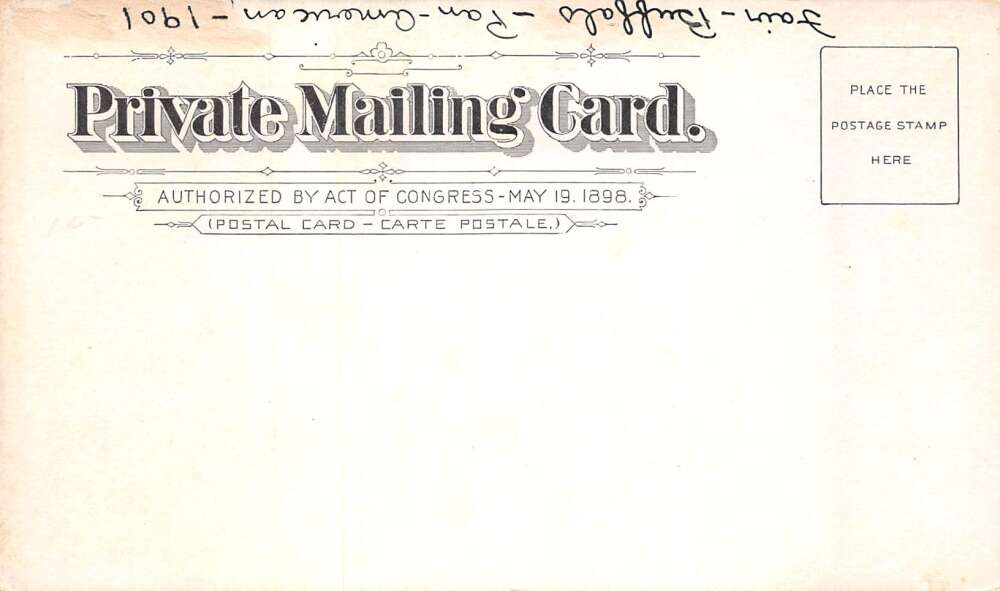 Fair - Buffalo - Pan-American, - 1901
Private Mailing Card.
AUTHORIZED BY ACT OF CONGRESS - MAY 19. 1898.
(POSTAL CARD - CARTE POSTALE.)
PLACE THE
POSTAGE STAMP
HERE